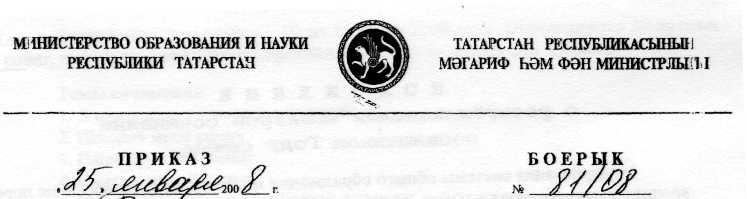 МИНИСТЕРСТВО ОБРАЗОВАНИЯ И НАУКИ
РЕСПУБЛИКИ ТАТАРСТАН
ТАТАРСТАН РЕСПУБЛИКАСЫНЫҢ
МӘГАРИФ ҺӘМ ФӘН МИНИСТРЛЫГЫ
ТАТАРСТАН
ПРИКАЗ
БОЕРЫК
„25. января 2008 г.
№ 81/08